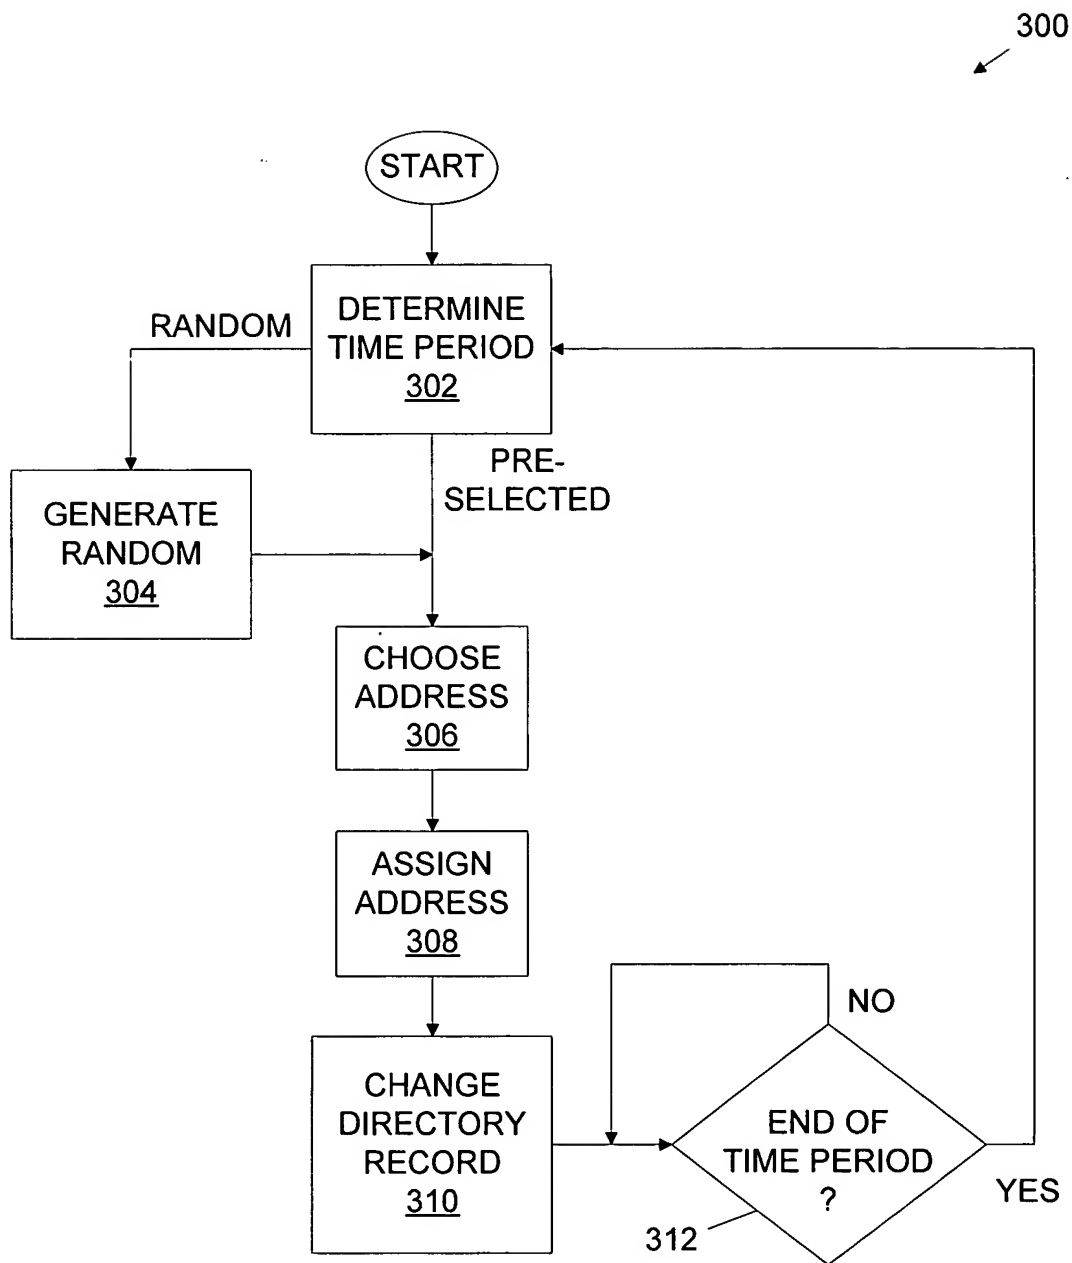 300
START
DETERMINE
TIME PERIOD
302
RANDOM
PRE-
SELECTED
GENERATE
RANDOM
304
CHOOSE
ADDRESS
306
ASSIGN
ADDRESS
308
CHANGE
DIRECTORY
RECORD
310
NO
END OF
TIME PERIOD
?
YES
312